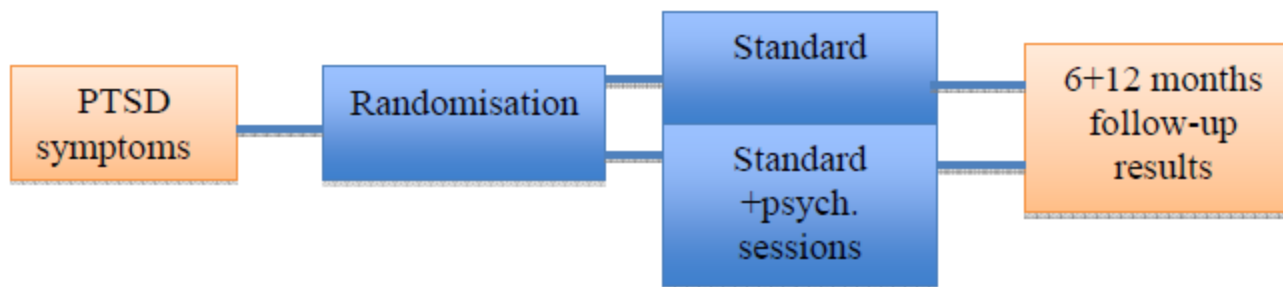 PTSD
symptoms
Randomisation
Standard
Standard
+psych.
sessions
6+12 months
follow-up
results